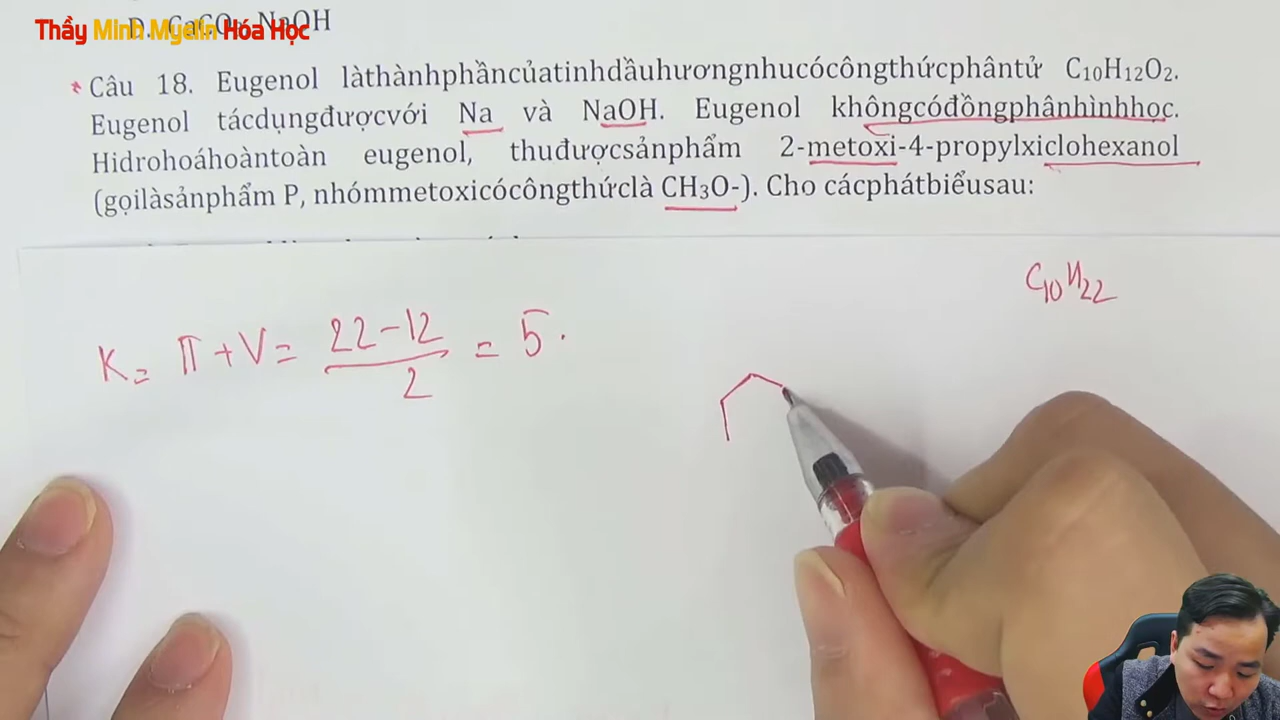 D. CaCO₃, NaOH
Thầy Minh Myelin Hóa Học
* Câu 18. Eugenol làthànhphầncủatinhdầuhươngnhucócôngthứcphântử C₁₀H₁₂O₂.
Eugenol tácdụngđượcvới Na và NaOH. Eugenol khôngcóđồngphânhìnhhọc.
Hidrohoáhoàntoàn eugenol, thuđượcsảnphẩm 2-metoxi-4-propylxiclohexanol
(gọilàsảnphẩm P, nhómmetoxicócôngthứclà CH₃O-). Cho cácphátbiểusau:
C₁₀H₂₂
K = π + V = (22 - 12) / 2 = 5.